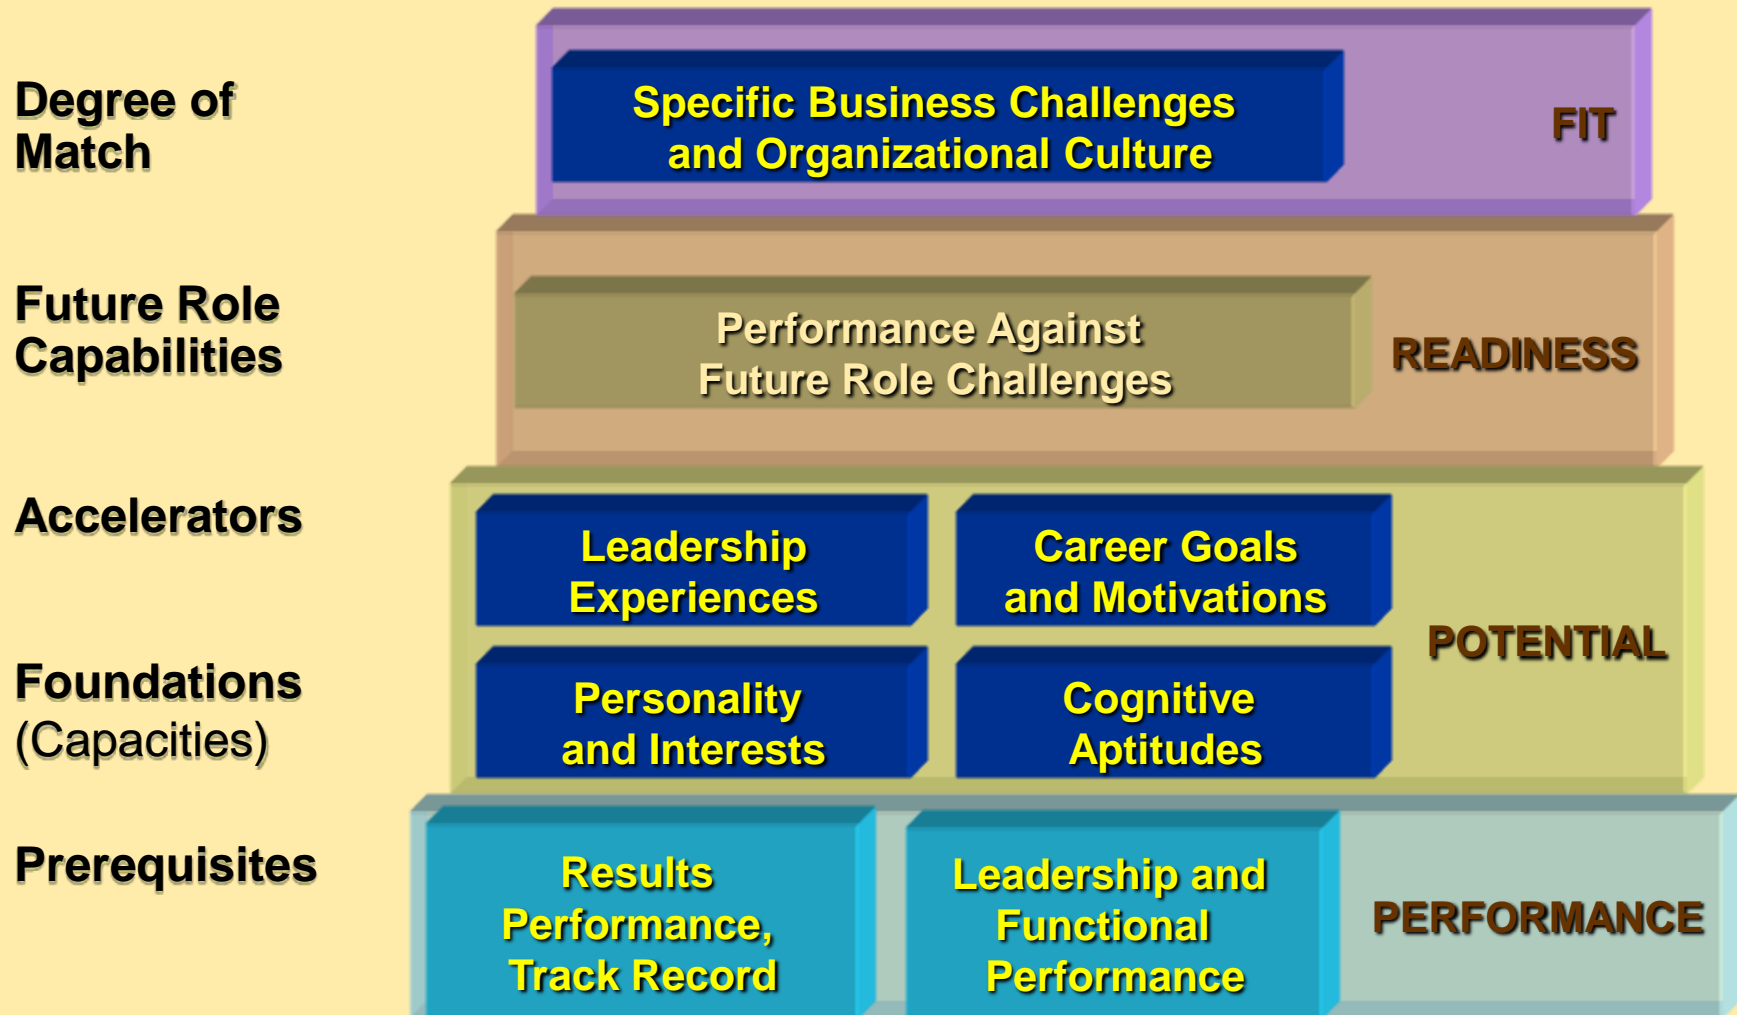 Degree of
Match
Specific Business Challenges
and Organizational Culture
FIT
Future Role
Capabilities
Performance Against
Future Role Challenges
READINESS
Accelerators
Leadership
Experiences
Career Goals
and Motivations
POTENTIAL
Foundations
(Capacities)
Personality
and Interests
Cognitive
Aptitudes
Prerequisites
Results
Performance,
Track Record
Leadership and
Functional
Performance
PERFORMANCE